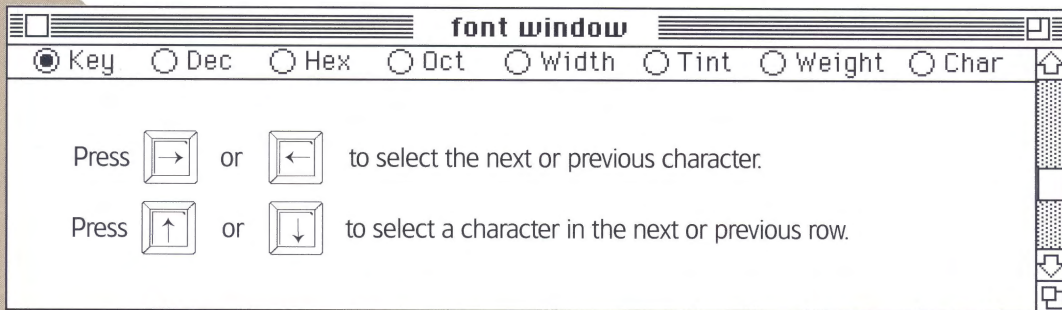 font window
Key Dec Hex Oct Width Tint Weight Char
Press → or ← to select the next or previous character.
Press ↑ or ↓ to select a character in the next or previous row.